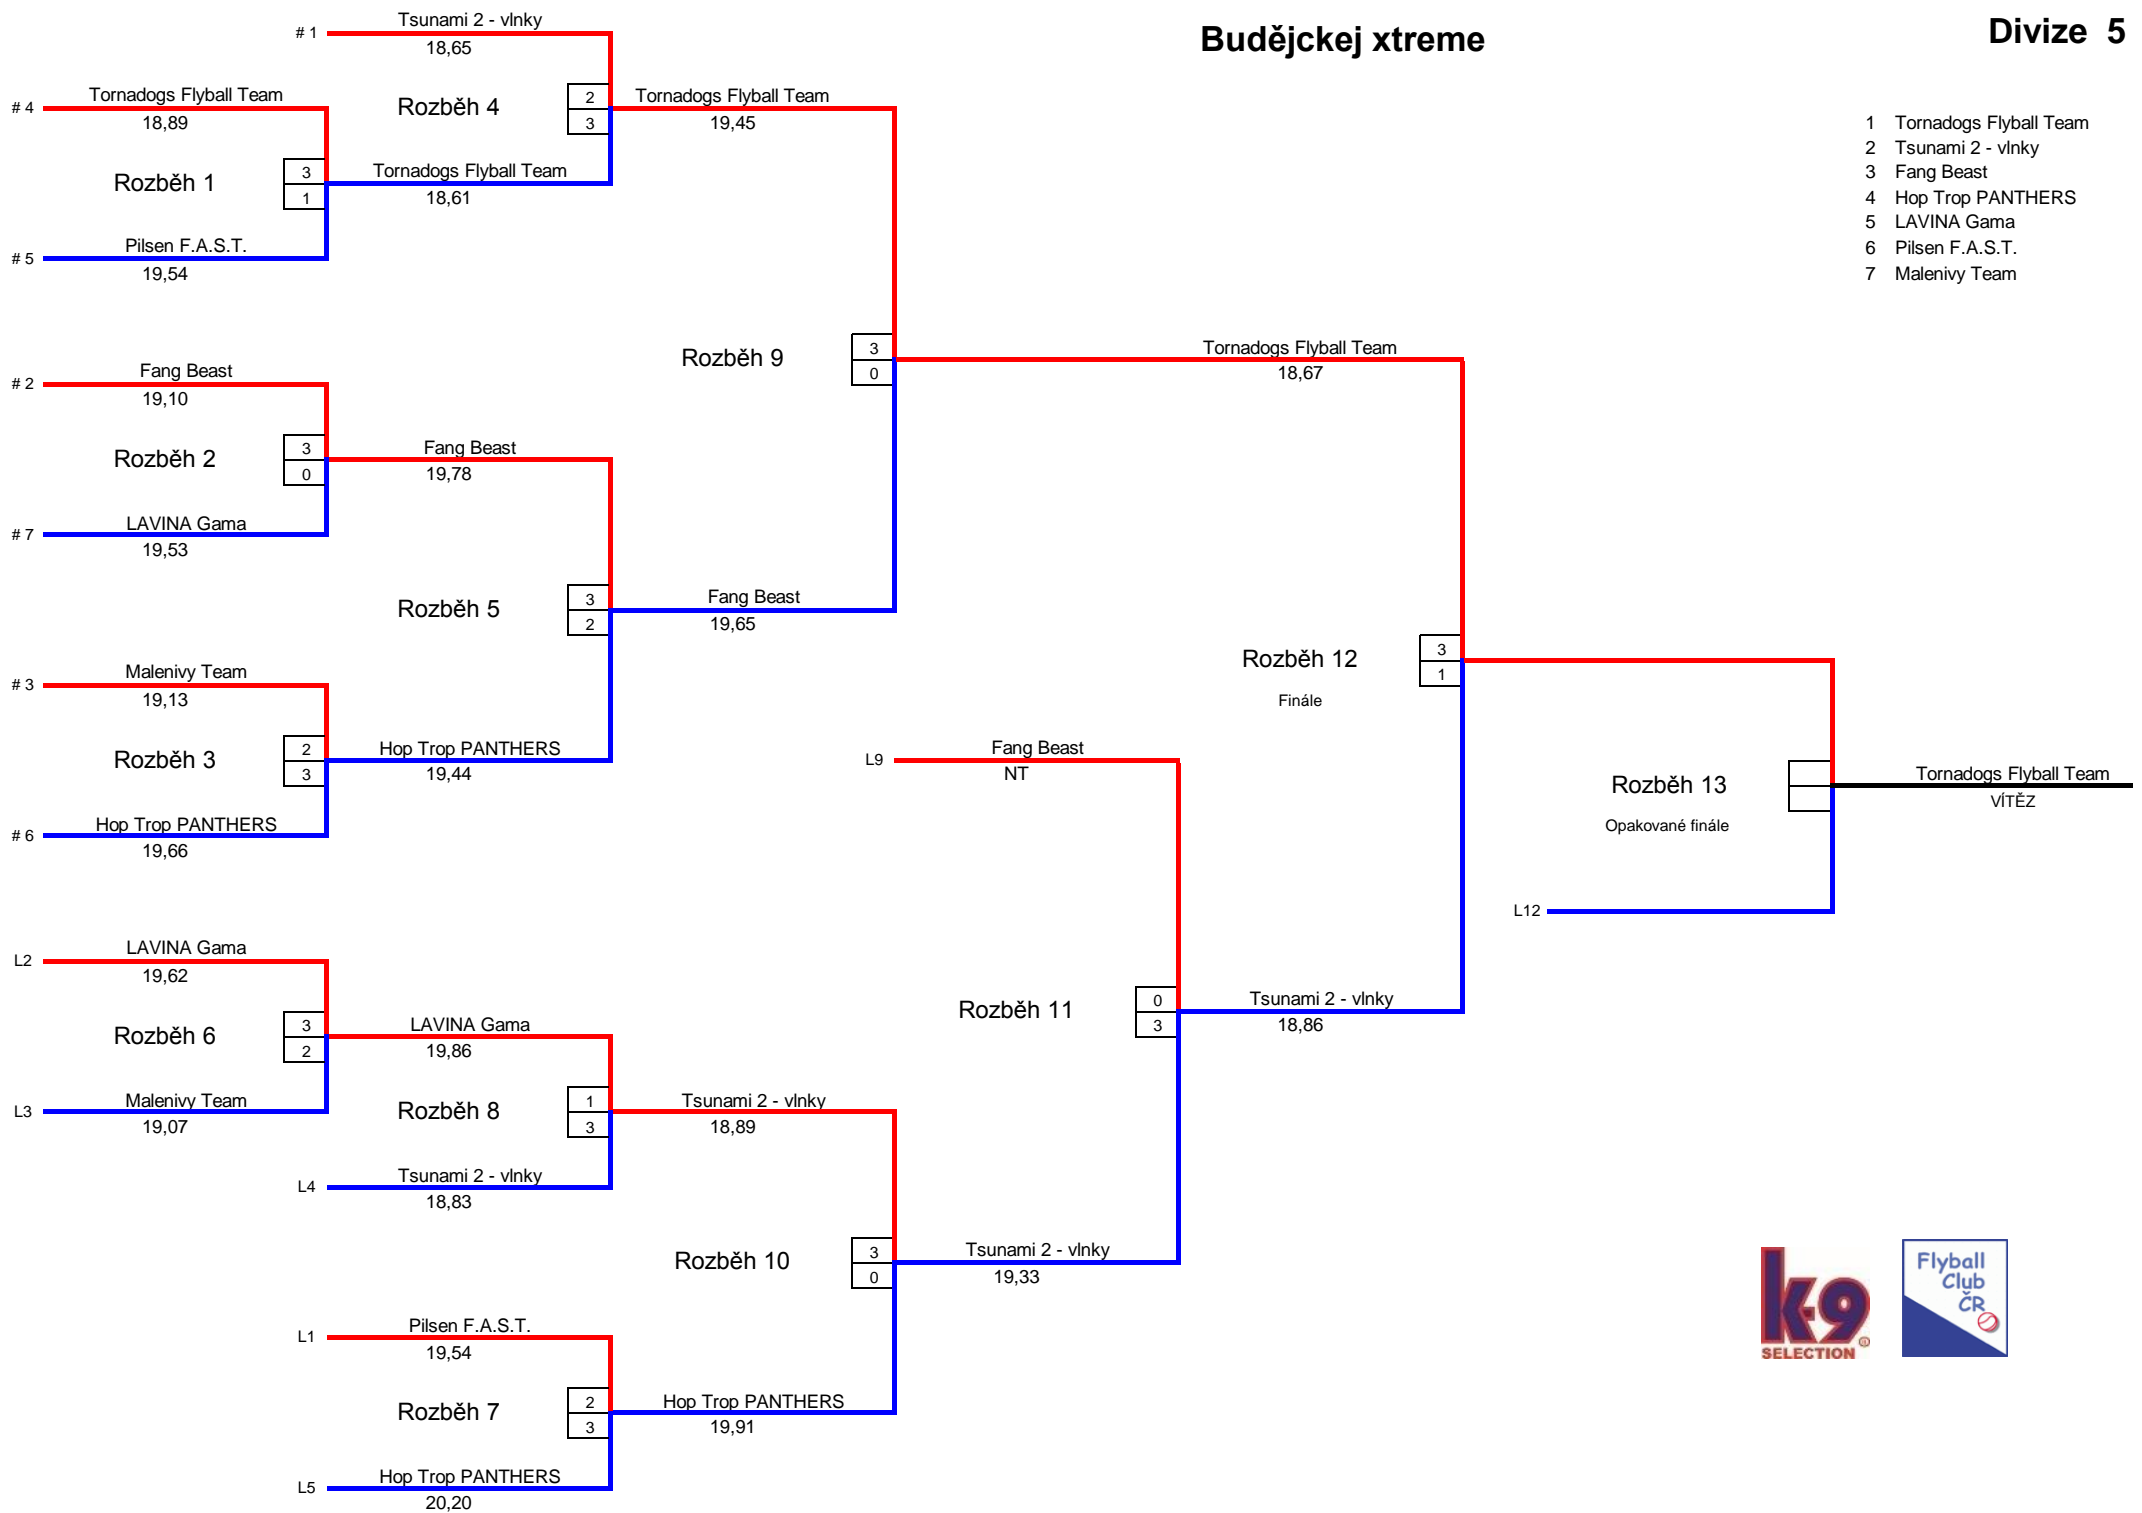 Budějckej xtreme
Divize 5
1 Tornadogs Flyball Team
2 Tsunami 2 - vlnky
3 Fang Beast
4 Hop Trop PANTHERS
5 LAVINA Gama
6 Pilsen F.A.S.T.
7 Malenivy Team
# 1
Tsunami 2 - vlnky
18,65
# 4
Tornadogs Flyball Team
18,89
Rozběh 4
2
3
Tornadogs Flyball Team
19,45
Rozběh 1
3
1
Tornadogs Flyball Team
18,61
# 5
Pilsen F.A.S.T.
19,54
Rozběh 9
3
0
Tornadogs Flyball Team
18,67
# 2
Fang Beast
19,10
Rozběh 2
3
0
Fang Beast
19,78
# 7
LAVINA Gama
19,53
Rozběh 5
3
2
Fang Beast
19,65
# 3
Malenivy Team
19,13
Rozběh 12
Finále
3
1
Rozběh 3
2
3
Hop Trop PANTHERS
19,44
L9
Fang Beast
NT
Rozběh 13
Opakované finále
Tornadogs Flyball Team
VÍTĚZ
# 6
Hop Trop PANTHERS
19,66
L12
L2
LAVINA Gama
19,62
Rozběh 11
0
3
Tsunami 2 - vlnky
18,86
Rozběh 6
3
2
LAVINA Gama
19,86
L3
Malenivy Team
19,07
Rozběh 8
1
3
Tsunami 2 - vlnky
18,89
L4
Tsunami 2 - vlnky
18,83
Rozběh 10
3
0
Tsunami 2 - vlnky
19,33
L1
Pilsen F.A.S.T.
19,54
Rozběh 7
2
3
Hop Trop PANTHERS
19,91
L5
Hop Trop PANTHERS
20,20
k-9
SELECTION ®
Flyball
Club
ČR